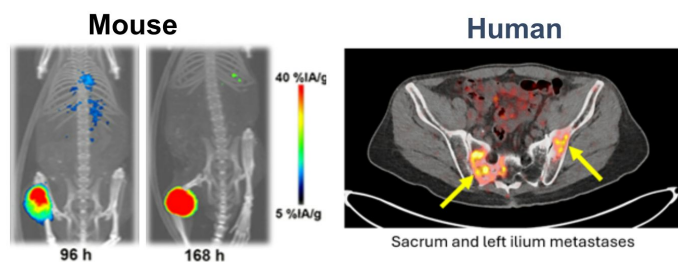 Mouse
Human
40 %IA/g
5 %IA/g
96 h
168 h
Sacrum and left ilium metastases